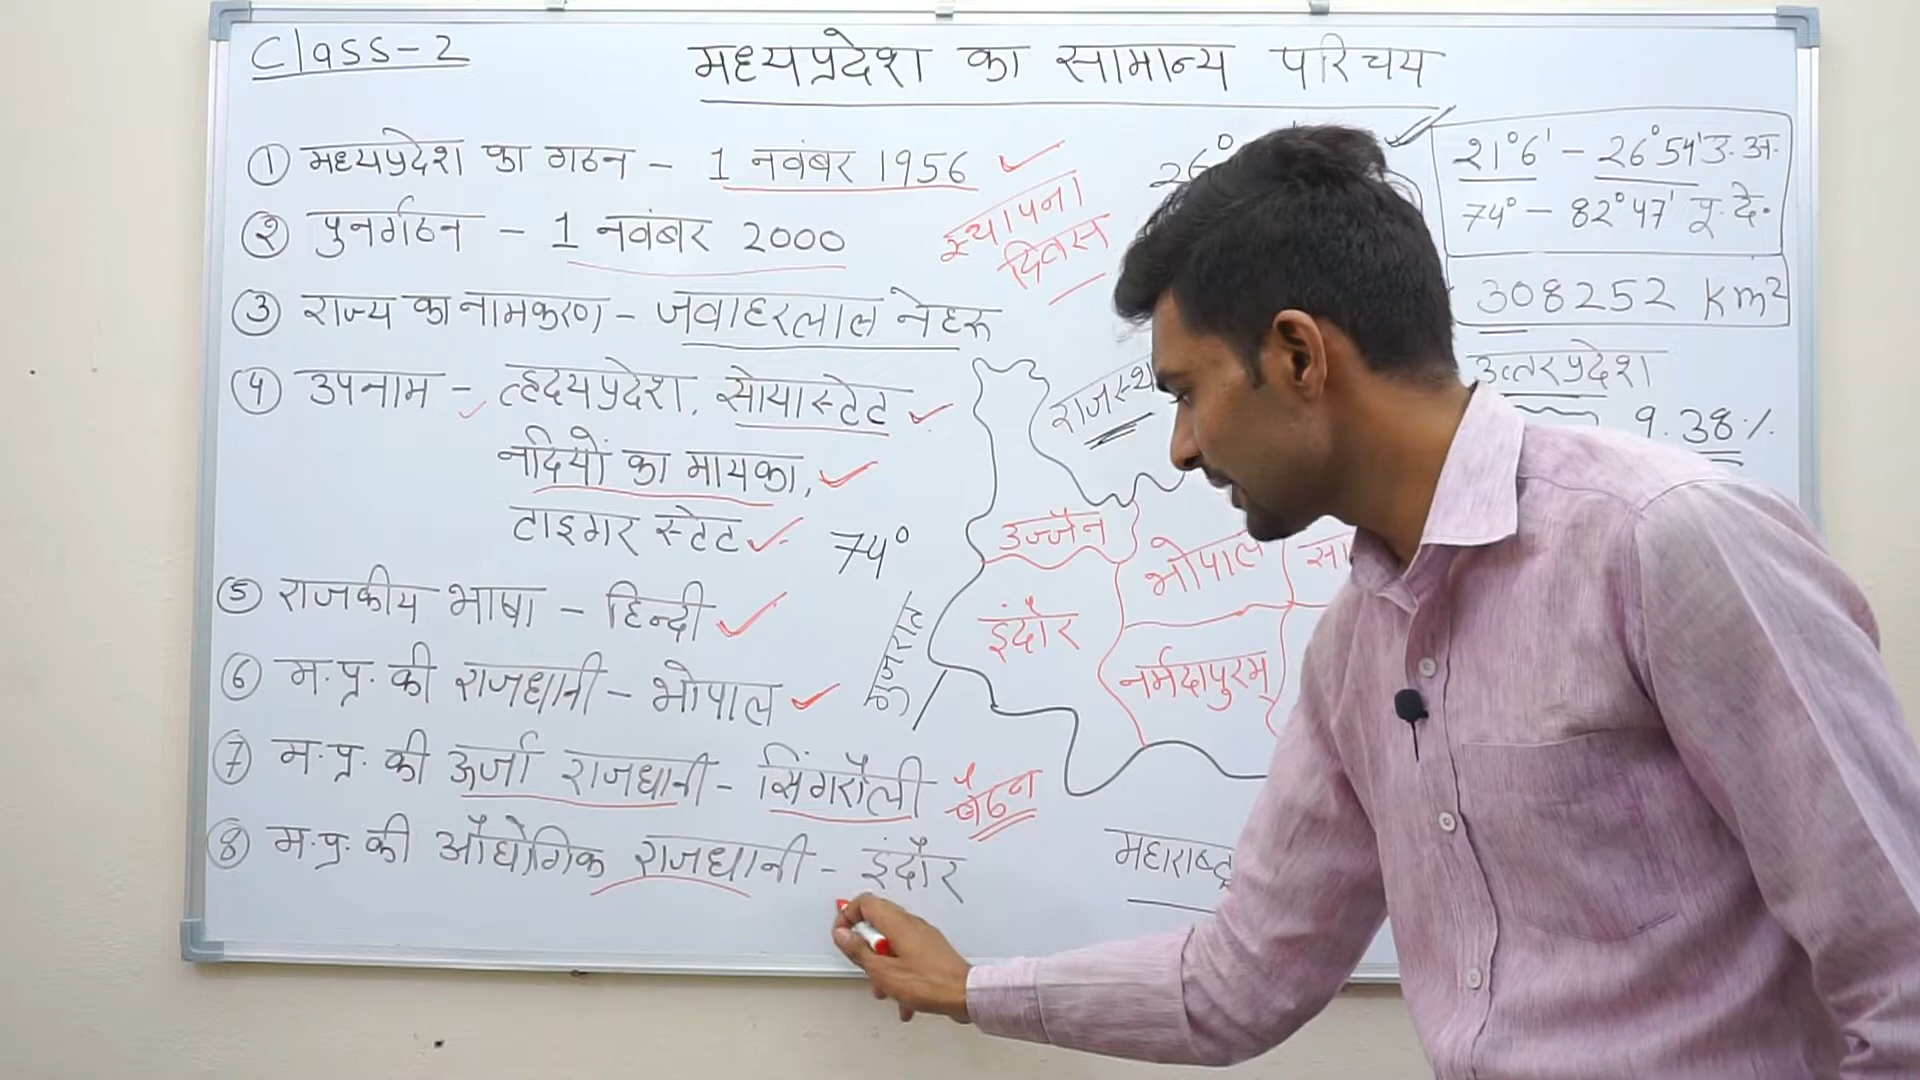 Class-2
मध्यप्रदेश का सामान्य परिचय
① मध्यप्रदेश का गठन - 1 नवंबर 1956
स्थापना
दिवस
② पुनर्गठन - 1 नवंबर 2000
③ राज्य का नामकरण - जवाहरलाल नेहरू
④ उपनाम - ह्रदयप्रदेश, सोयास्टेट
नदियों का मायका,
टाइगर स्टेट
⑤ राजकीय भाषा - हिन्दी
⑥ म.प्र. की राजधानी - भोपाल
⑦ म.प्र. की ऊर्जा राजधानी - सिंगरौली
बैढन
⑧ म.प्र. की औद्योगिक राजधानी - इंदौर
26°
74°
गुजरात
उज्जैन
भोपाल
इंदौर
नर्मदापुरम्
21°6' - 26°54' उ.अ.
74° - 82°47' पू.दे.
308252 Km²
उत्तरप्रदेश
9.38%